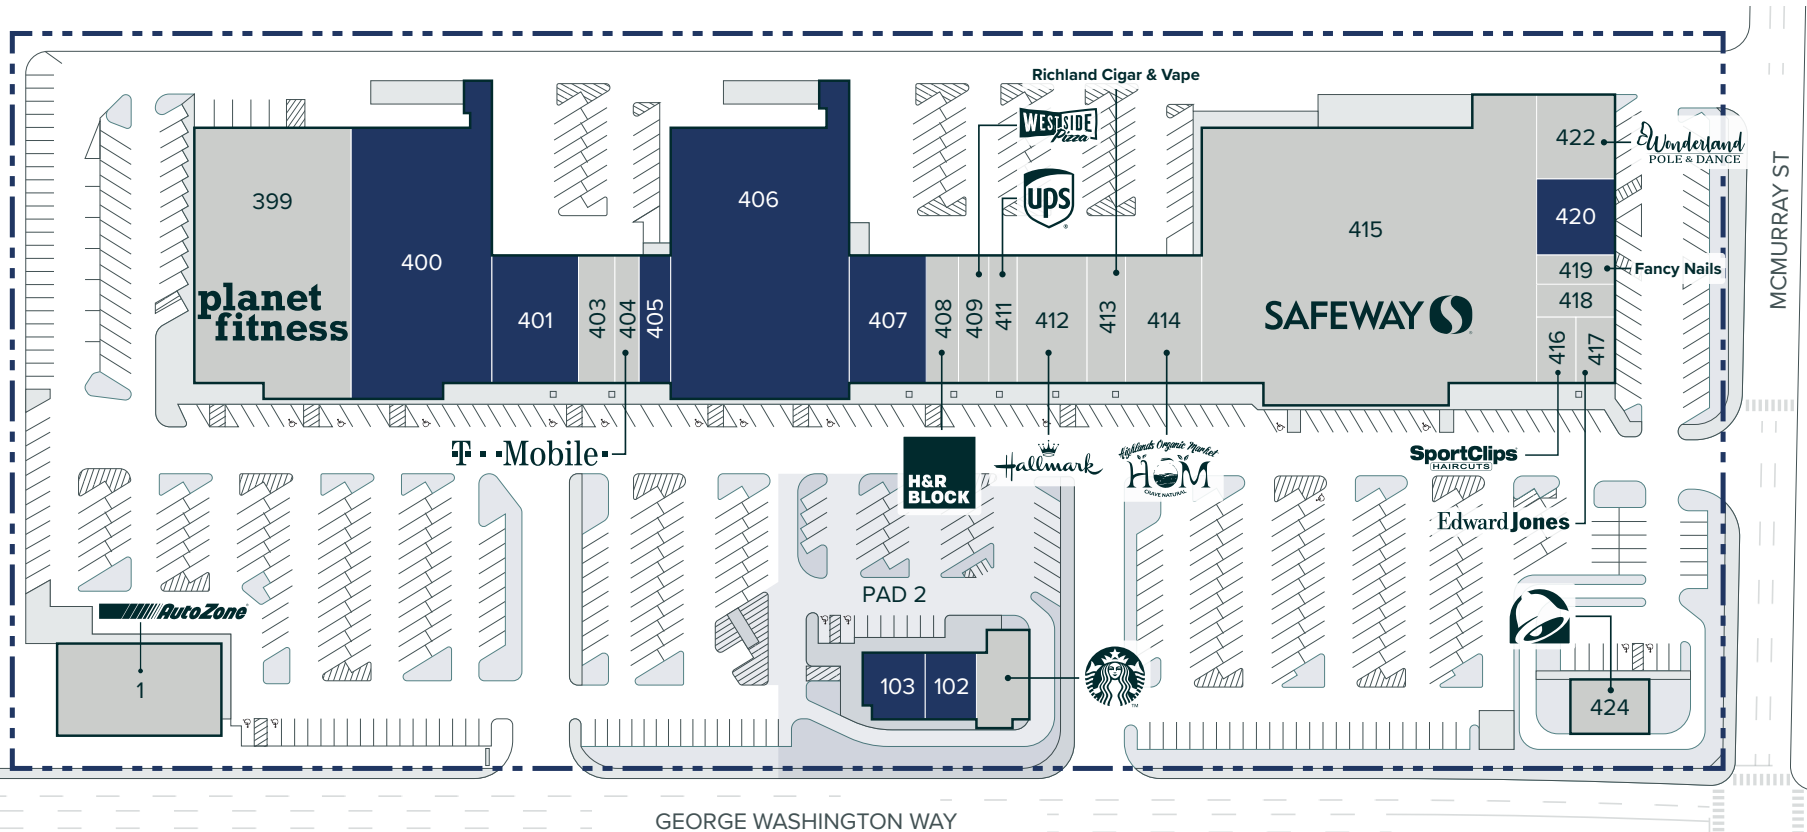 Richland Cigar & Vape
WESTSIDE
Pizza
ups
422
Wonderland
POLE & DANCE
MCMURRAY ST
399
406
420
415
400
419
Fancy Nails
418
planet
fitness
401
403
404
405
407
408
409
411
412
413
414
SAFEWAY
416
417
T-Mobile
H&R
BLOCK
Hallmark
Highlands Organic Market
HOM
CRAVE NATURAL
SportClips
HAIRCUTS
Edward Jones
PAD 2
AutoZone
1
103
102
424
GEORGE WASHINGTON WAY